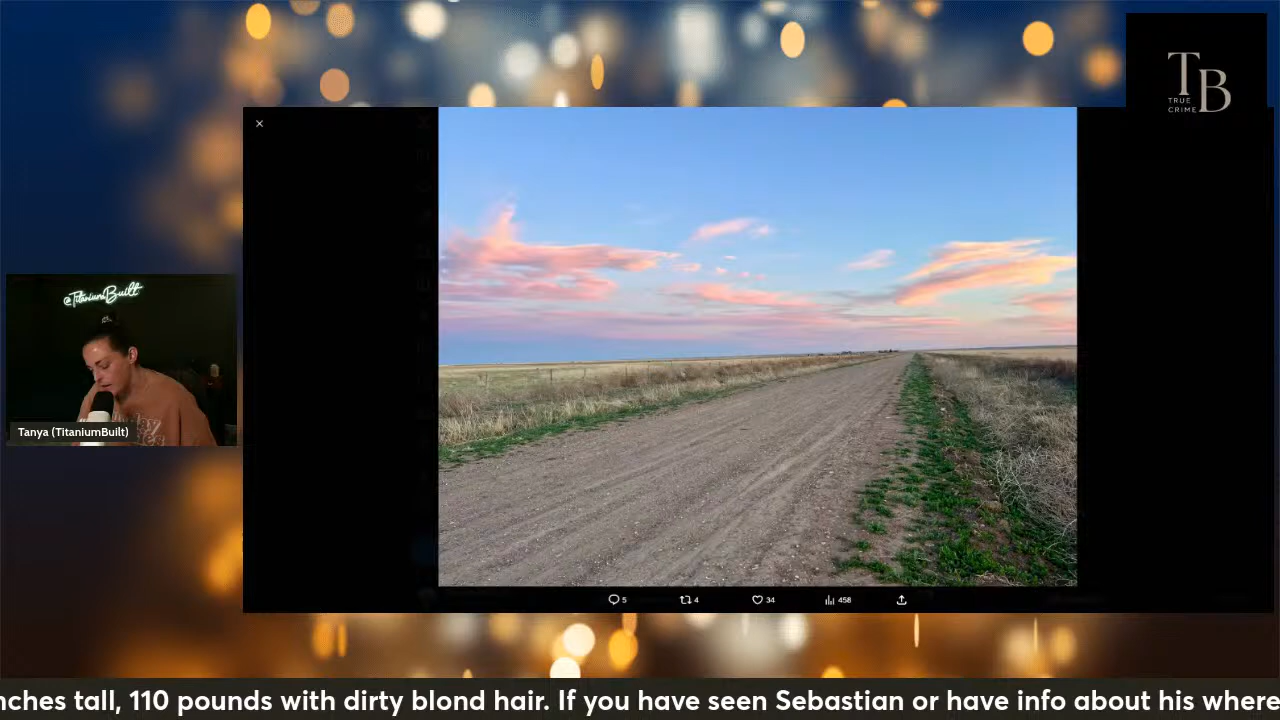 TB
TRUE
CRIME
@TitaniumBuilt
Tanya (TitaniumBuilt)
5
4
34
458
nches tall, 110 pounds with dirty blond hair. If you have seen Sebastian or have info about his where